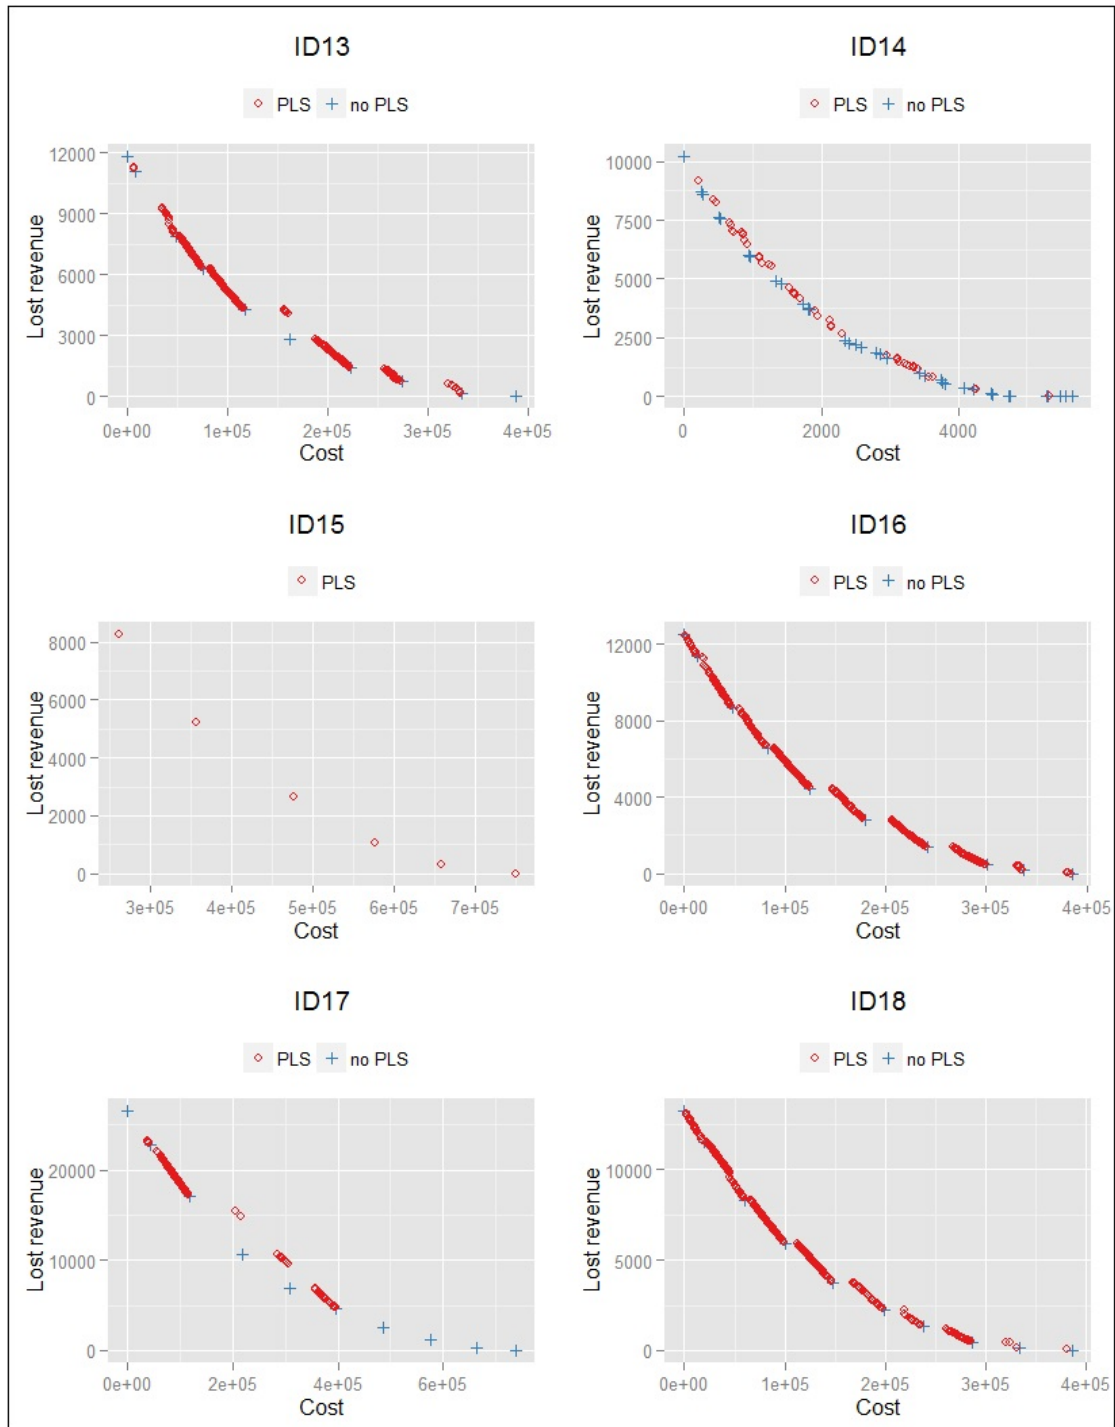 ID13
PLS no PLS
12000
9000
6000
3000
0
Lost revenue
0e+00 1e+05 2e+05 3e+05 4e+05
Cost
ID14
PLS no PLS
10000
7500
5000
2500
0
Lost revenue
0 2000 4000
Cost
ID15
PLS
8000
6000
4000
2000
0
Lost revenue
3e+05 4e+05 5e+05 6e+05 7e+05
Cost
ID16
PLS no PLS
12000
8000
4000
0
Lost revenue
0e+00 1e+05 2e+05 3e+05 4e+05
Cost
ID17
PLS no PLS
20000
10000
0
Lost revenue
0e+00 2e+05 4e+05 6e+05
Cost
ID18
PLS no PLS
10000
5000
0
Lost revenue
0e+00 1e+05 2e+05 3e+05 4e+05
Cost